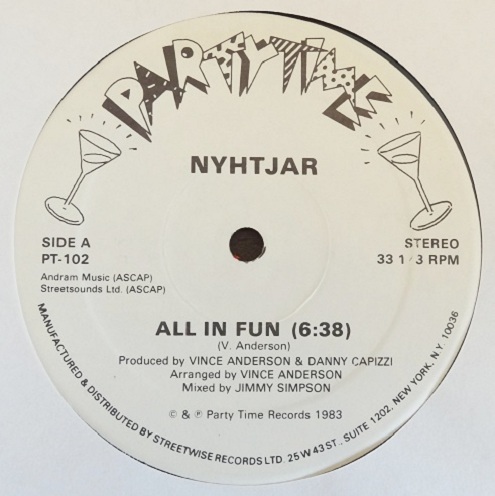 PARTYTIME
NYHTJAR
SIDE A
PT-102
Andram Music (ASCAP)
Streetsounds Ltd. (ASCAP)
STEREO
33 1/3 RPM
ALL IN FUN (6:38)
(V. Anderson)
Produced by VINCE ANDERSON & DANNY CAPIZZI
Arranged by VINCE ANDERSON
Mixed by JIMMY SIMPSON
© & ℗ Party Time Records 1983
MANUFACTURED & DISTRIBUTED BY STREETWISE RECORDS LTD. 25 W 43 ST., SUITE 1202, NEW YORK, N.Y. 10036